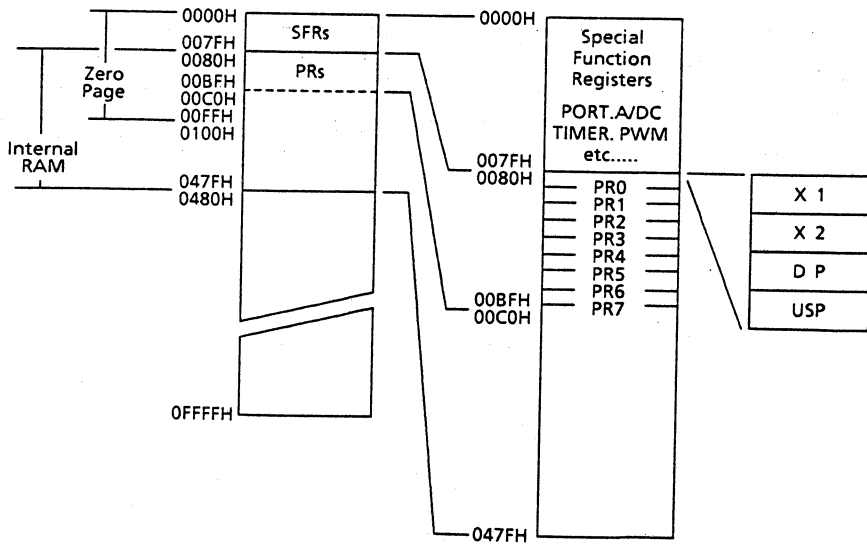 0000H
007FH
0080H
00BFH
00C0H
00FFH
0100H
047FH
0480H
0FFFFH
Zero
Page
Internal
RAM
SFRs
PRs
0000H
007FH
0080H
00BFH
00C0H
047FH
Special
Function
Registers
PORT.A/DC
TIMER. PWM
etc.....
PR0
PR1
PR2
PR3
PR4
PR5
PR6
PR7
X 1
X 2
D P
USP